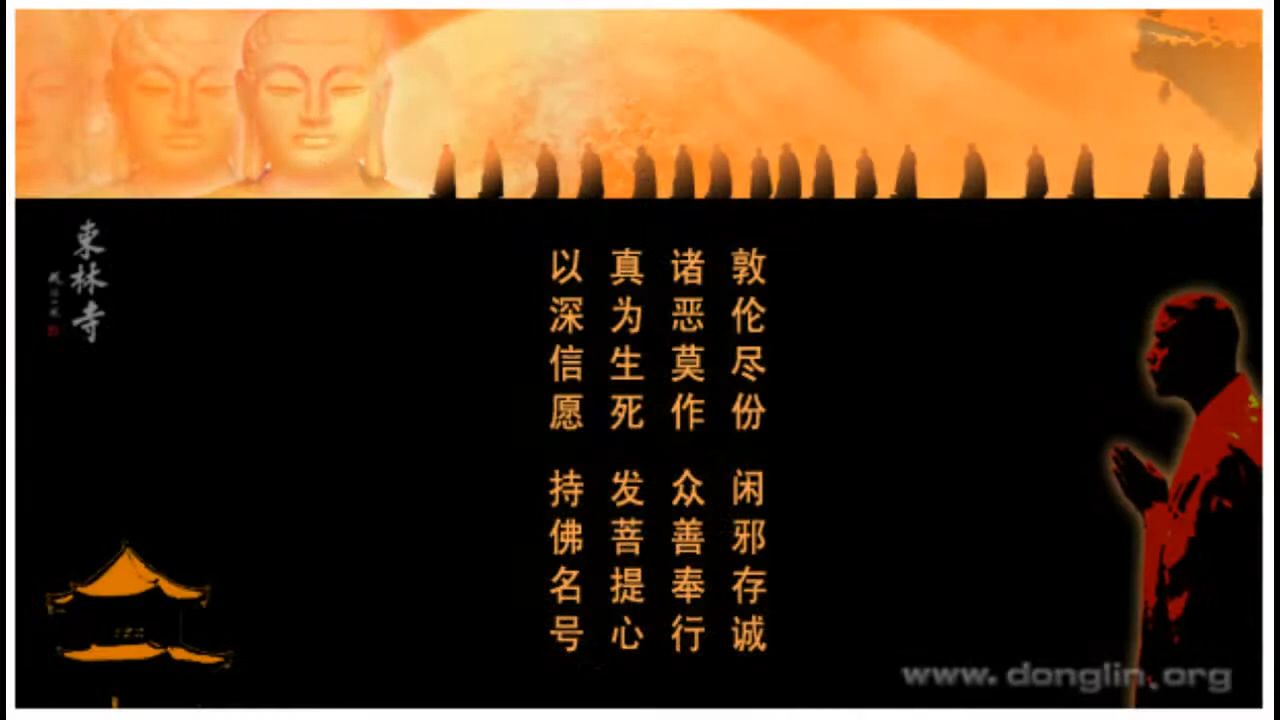 敦伦尽份 闲邪存诚
诸恶莫作 众善奉行
真为生死 发菩提心
以深信愿 持佛名号
東林寺
www.donglin.org